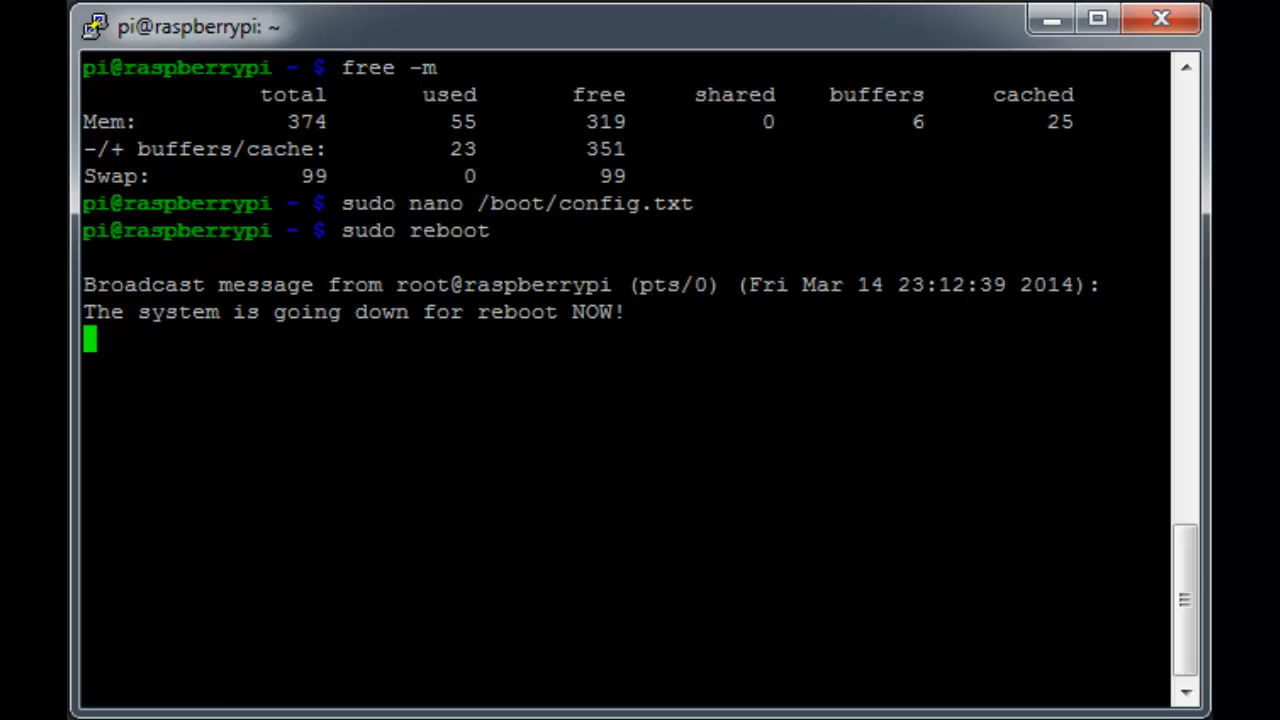 pi@raspberrypi: ~
pi@raspberrypi ~ $ free -m
total used free shared buffers cached
Mem: 374 55 319 0 6 25
-/+ buffers/cache: 23 351
Swap: 99 0 99
pi@raspberrypi ~ $ sudo nano /boot/config.txt
pi@raspberrypi ~ $ sudo reboot
Broadcast message from root@raspberrypi (pts/0) (Fri Mar 14 23:12:39 2014):
The system is going down for reboot NOW!